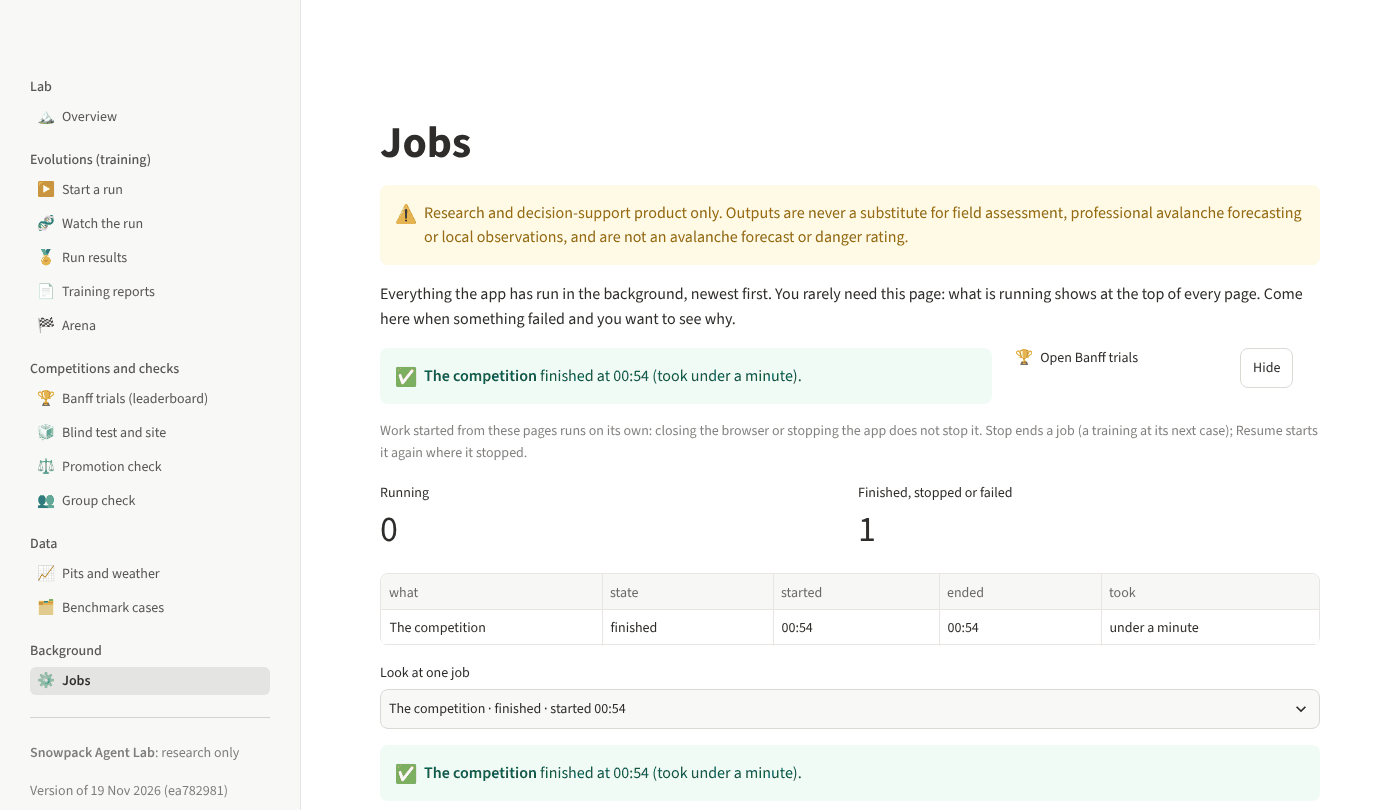 Lab
Overview
Evolutions (training)
Start a run
Watch the run
Run results
Training reports
Arena
Competitions and checks
Banff trials (leaderboard)
Blind test and site
Promotion check
Group check
Data
Pits and weather
Benchmark cases
Background
Jobs
Snowpack Agent Lab: research only
Version of 19 Nov 2026 (ea782981)
Jobs
Research and decision-support product only. Outputs are never a substitute for field assessment, professional avalanche forecasting
or local observations, and are not an avalanche forecast or danger rating.
Everything the app has run in the background, newest first. You rarely need this page: what is running shows at the top of every page. Come
here when something failed and you want to see why.
The competition finished at 00:54 (took under a minute).
Open Banff trials
Hide
Work started from these pages runs on its own: closing the browser or stopping the app does not stop it. Stop ends a job (a training at its next case); Resume starts
it again where it stopped.
Running
0
Finished, stopped or failed
1
what state started ended took
The competition finished 00:54 00:54 under a minute
Look at one job
The competition · finished · started 00:54
The competition finished at 00:54 (took under a minute).